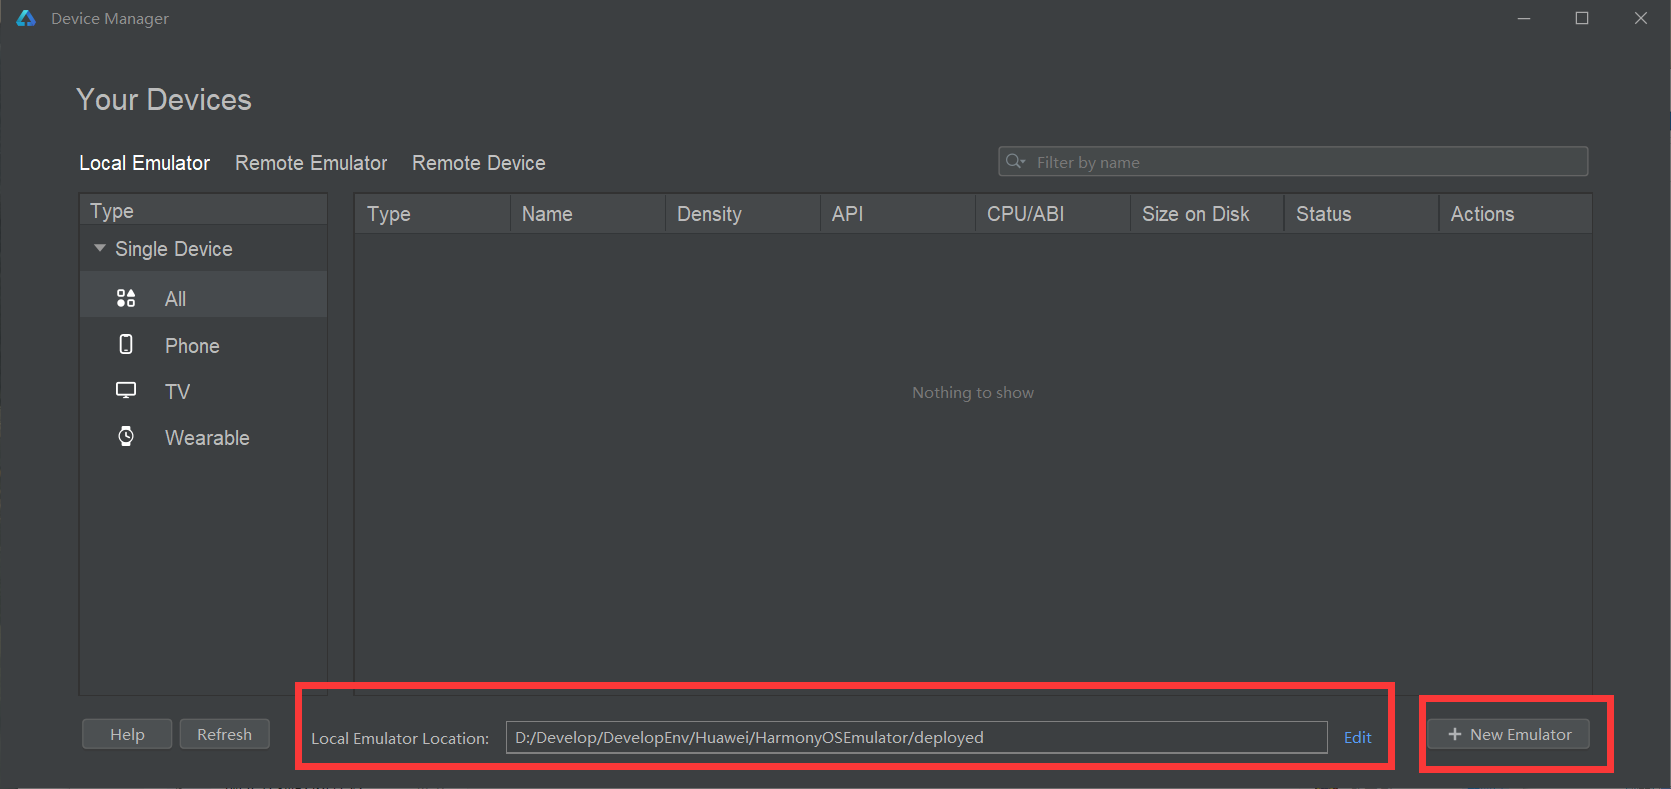 Device Manager
Your Devices
Local Emulator Remote Emulator Remote Device
Filter by name
Type
Single Device
All
Phone
TV
Wearable
Type Name Density API CPU/ABI Size on Disk Status Actions
Nothing to show
Help Refresh
Local Emulator Location: D:/Develop/DevelopEnv/Huawei/HarmonyOSEmulator/deployed Edit
+ New Emulator